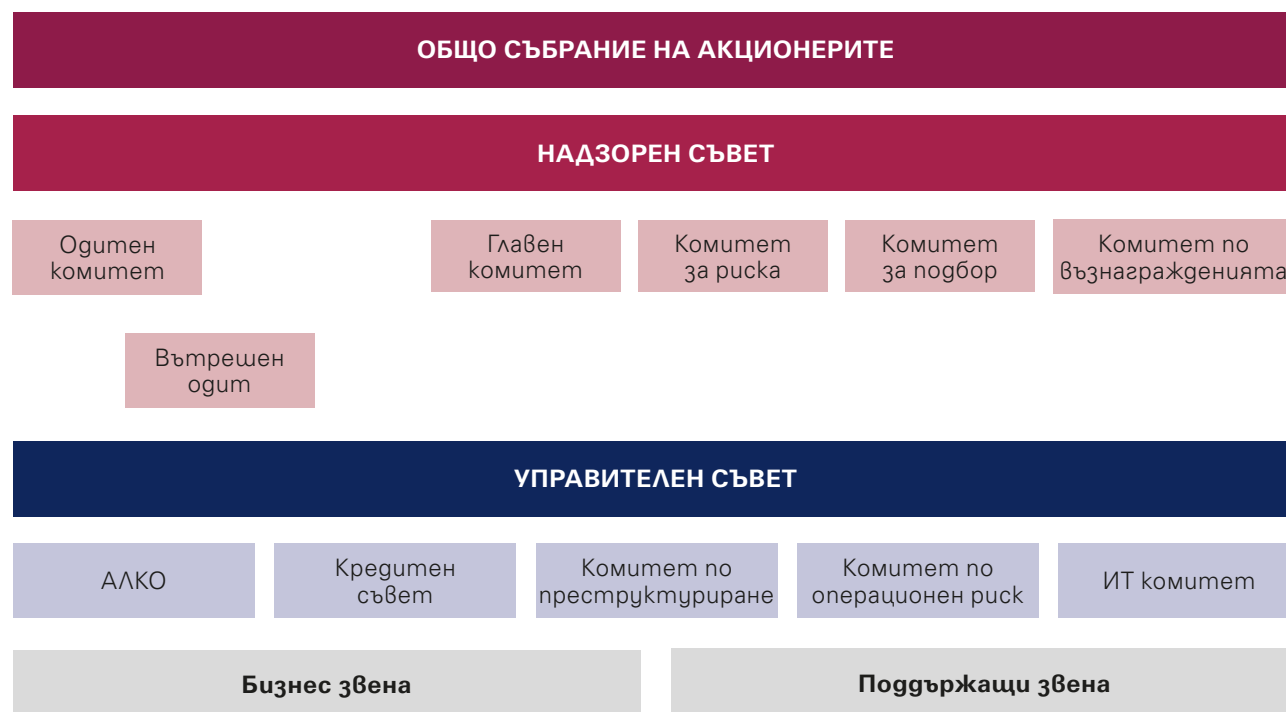 ОБЩО СЪБРАНИЕ НА АКЦИОНЕРИТЕ
НАДЗОРЕН СЪВЕТ
Одитен
комитет
Главен
комитет
Комитет
за риска
Комитет
за подбор
Комитет по
възнагражденията
Вътрешен
одит
УПРАВИТЕЛЕН СЪВЕТ
АЛКО
Кредитен
съвет
Комитет по
преструктуриране
Комитет по
операционен риск
ИТ комитет
Бизнес звена
Поддържащи звена